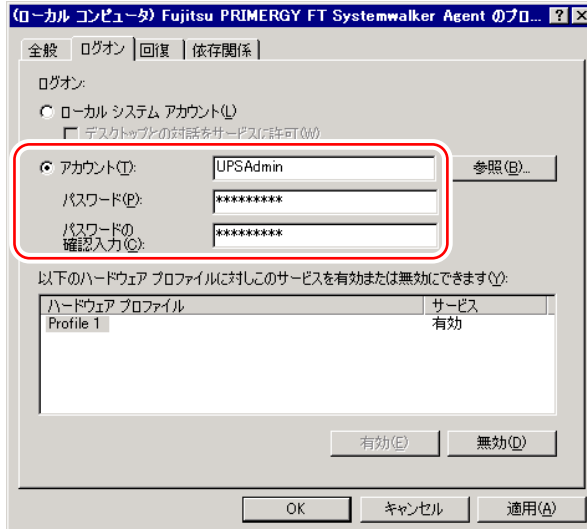 (ローカル コンピュータ) Fujitsu PRIMERGY FT Systemwalker Agent のプロ...
全般 ログオン 回復 依存関係
ログオン:
ローカル システム アカウント(L)
デスクトップとの対話をサービスに許可(W)
アカウント(T): UPSAdmin 参照(B)...
パスワード(P): *********
パスワードの
確認入力(C): *********
以下のハードウェア プロファイルに対しこのサービスを有効または無効にできます(Y):
ハードウェア プロファイル サービス
Profile 1 有効
有効(E) 無効(D)
OK キャンセル 適用(A)